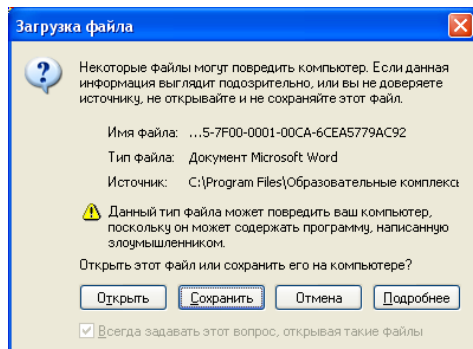 Загрузка файла
Некоторые файлы могут повредить компьютер. Если данная
информация выглядит подозрительно, или вы не доверяете
источнику, не открывайте и не сохраняйте этот файл.
Имя файла: ...5-7F00-0001-00CA-6CEA5779AC92
Тип файла: Документ Microsoft Word
Источник: C:\Program Files\Образовательные комплексы
Данный тип файла может повредить ваш компьютер,
поскольку он может содержать программу, написанную
злоумышленником.
Открыть этот файл или сохранить его на компьютере?
Открыть Сохранить Отмена Подробнее
Всегда задавать этот вопрос, открывая такие файлы